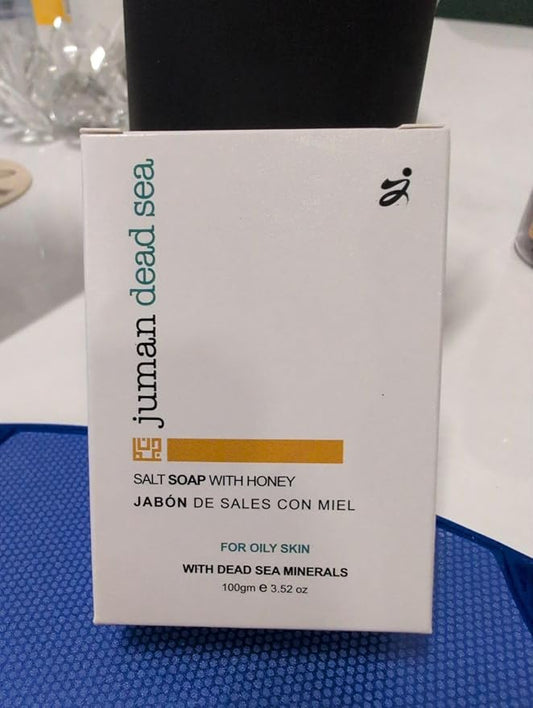 juman dead sea
SALT SOAP WITH HONEY
JABÓN DE SALES CON MIEL
FOR OILY SKIN
WITH DEAD SEA MINERALS
100gm e 3.52 oz